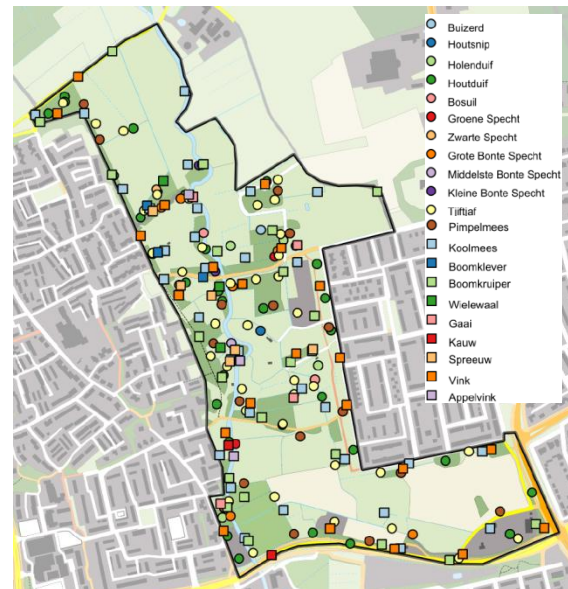 Buizerd
Houtsnip
Holenduif
Houtduif
Bosuil
Groene Specht
Zwarte Specht
Grote Bonte Specht
Middelste Bonte Specht
Kleine Bonte Specht
Tjiftjaf
Pimpelmees
Koolmees
Boomklever
Boomkruiper
Wielewaal
Gaai
Kauw
Spreeuw
Vink
Appelvink